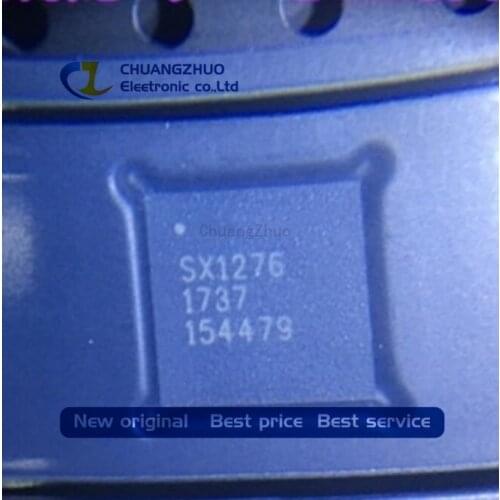 CHUANGZHUO
Electronic co.,Ltd
ChuangZhuo
SX1276
1737
154479
New original Best price Best service